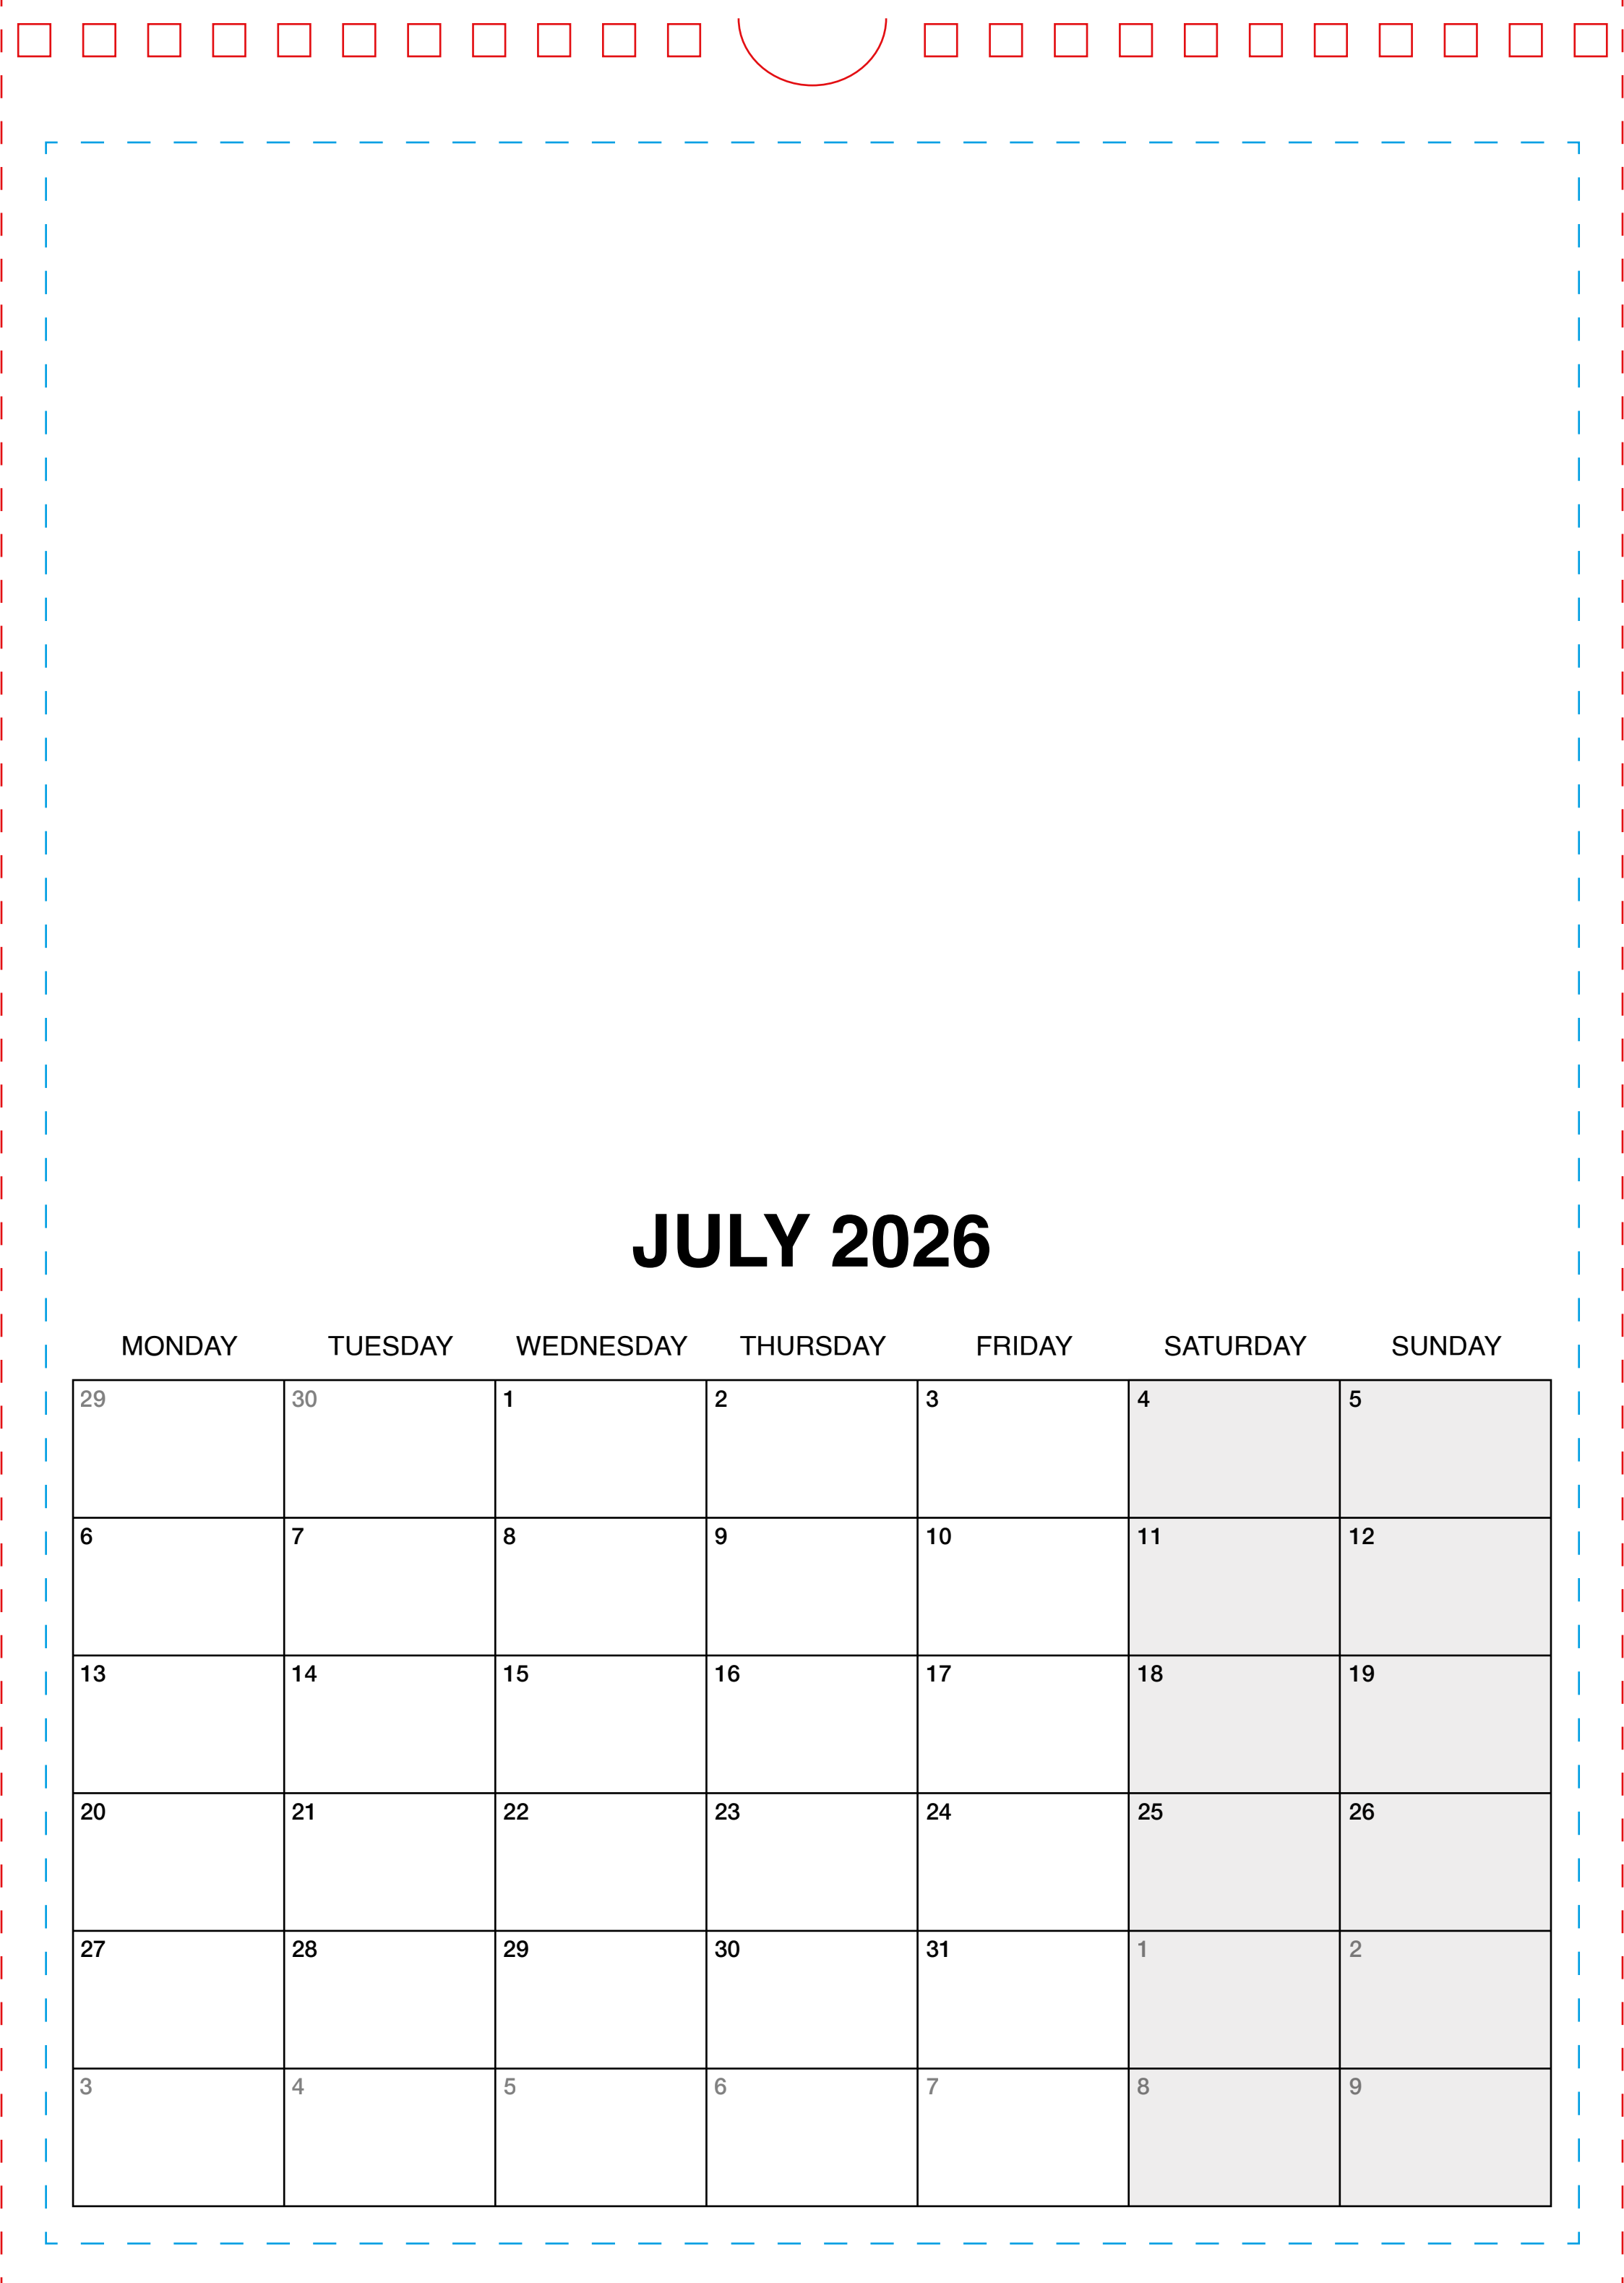 JULY 2026
MONDAY TUESDAY WEDNESDAY THURSDAY FRIDAY SATURDAY SUNDAY
29 30 1 2 3 4 5
6 7 8 9 10 11 12
13 14 15 16 17 18 19
20 21 22 23 24 25 26
27 28 29 30 31 1 2
3 4 5 6 7 8 9